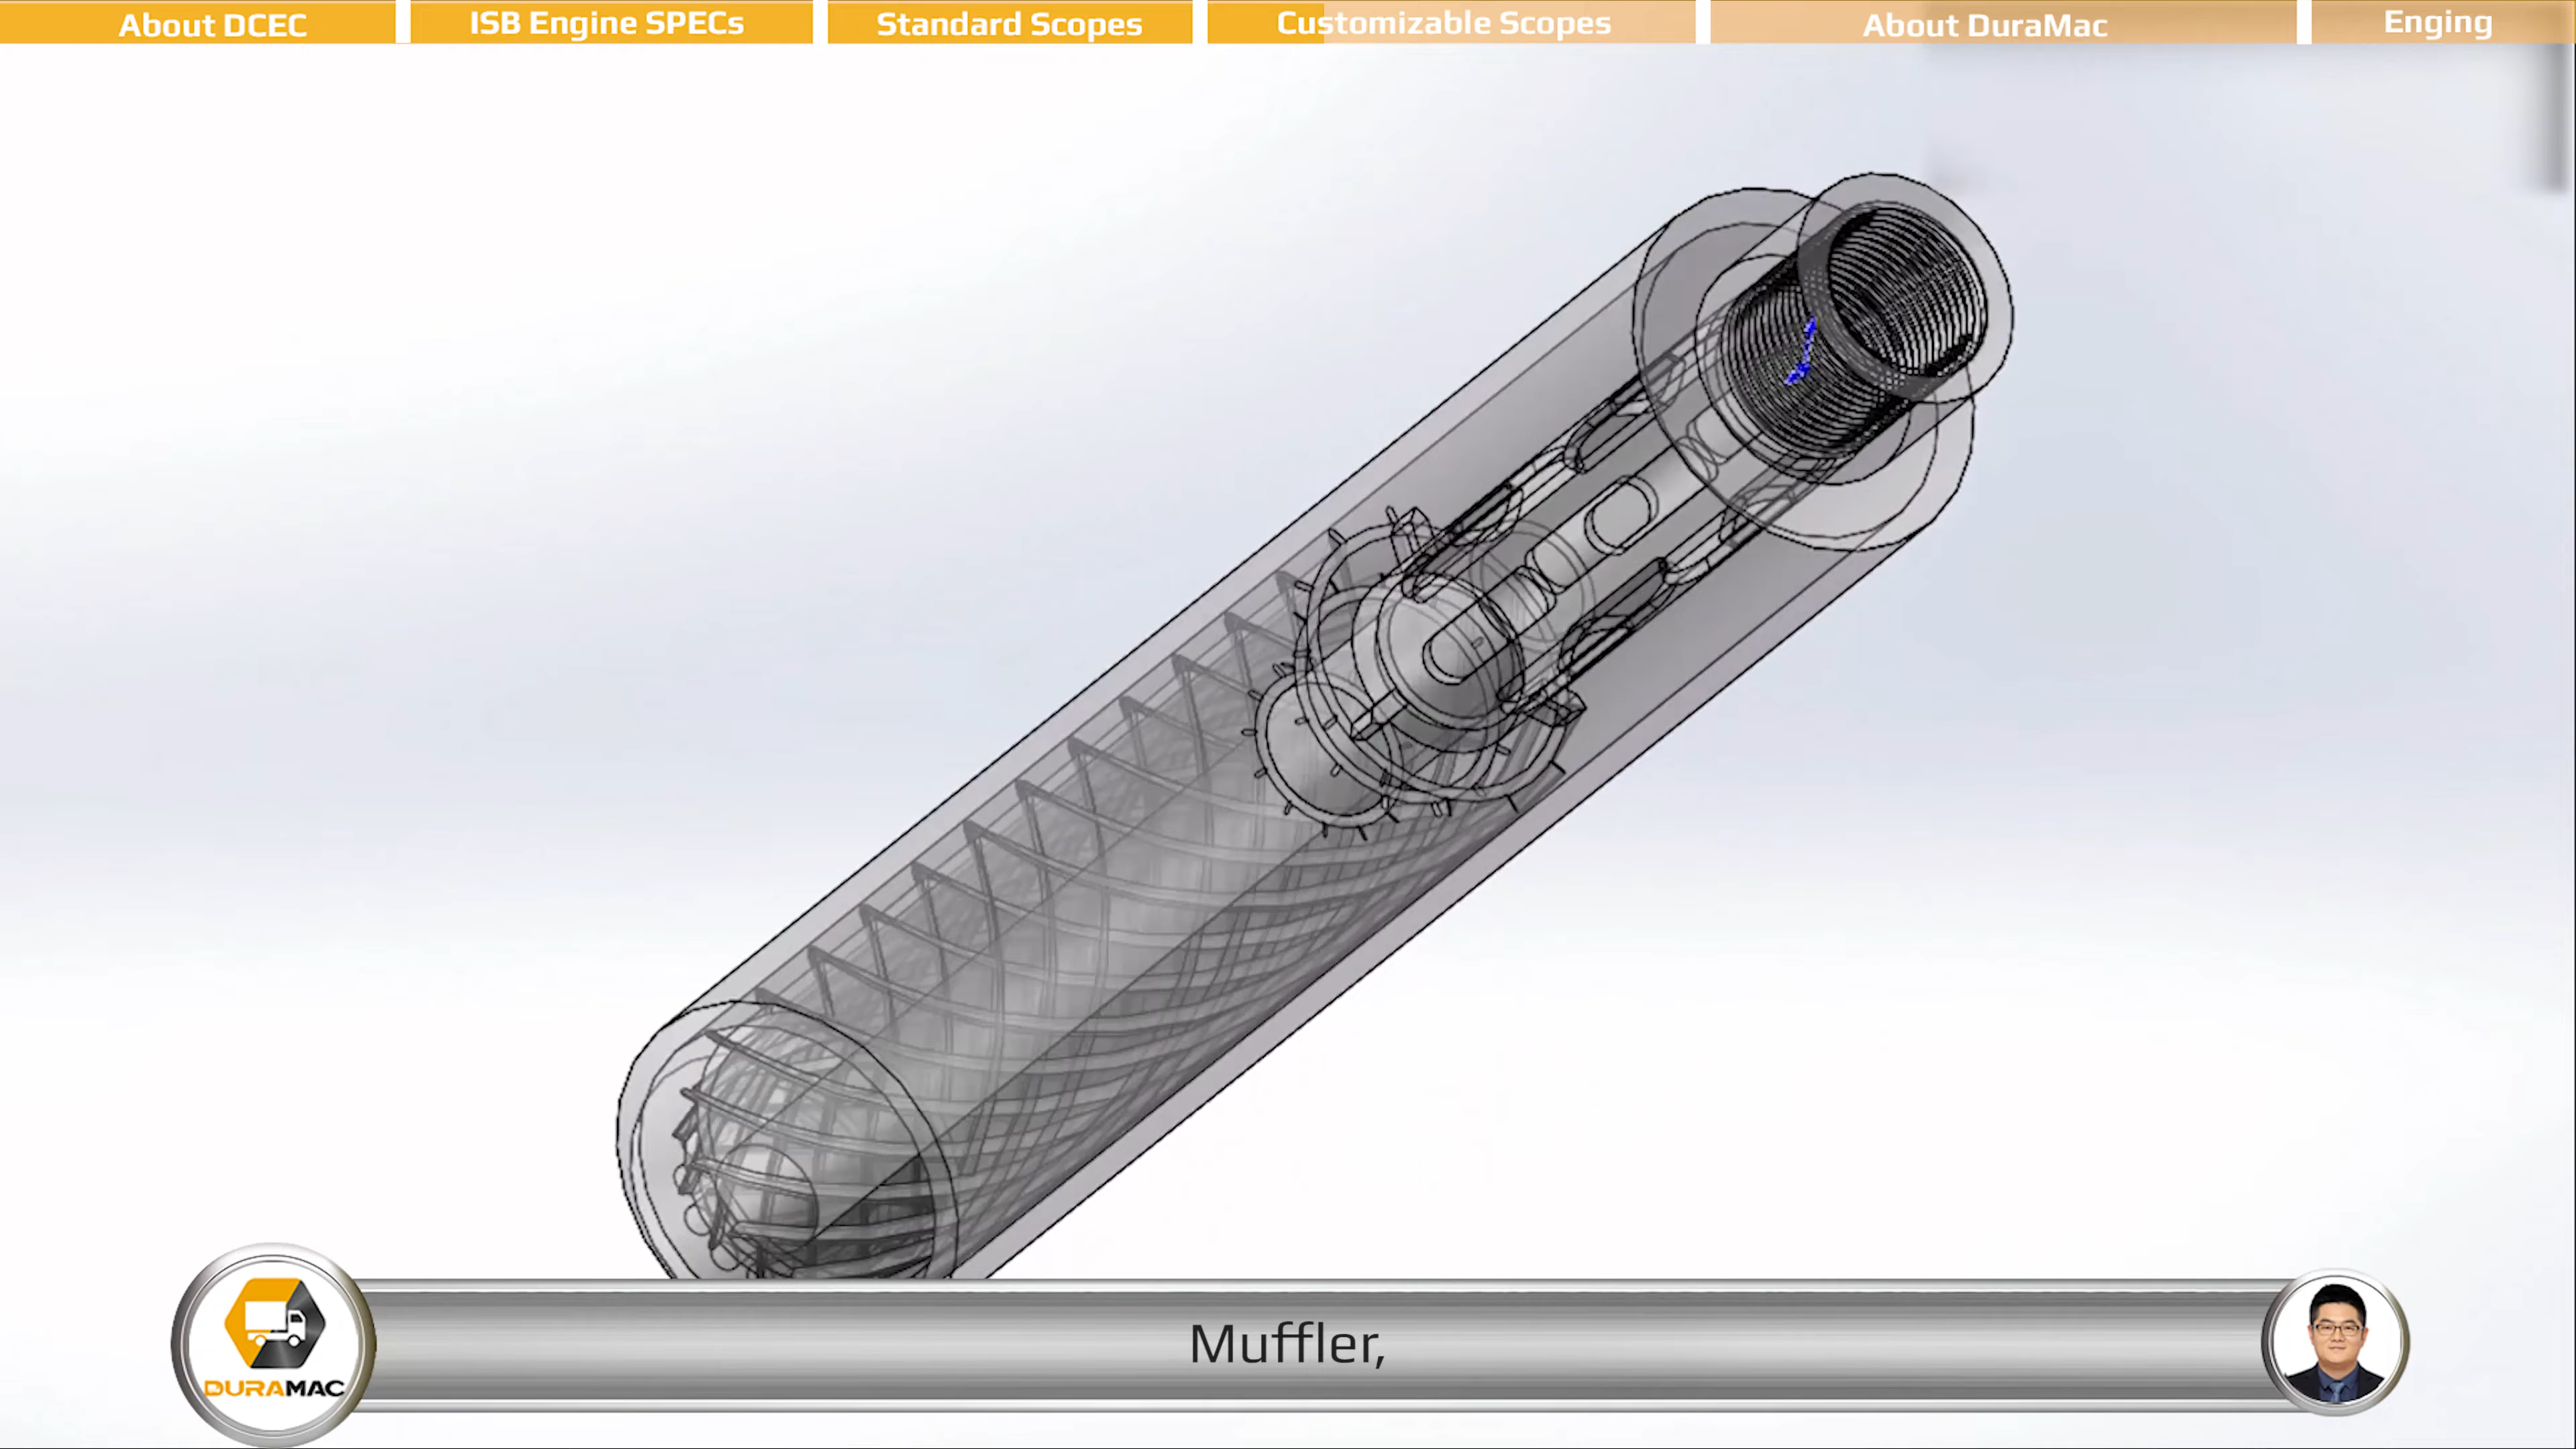 About DCEC
ISB Engine SPECs
Standard Scopes
Customizable Scopes
About DuraMac
Enging
DURAMAC
Muffler,